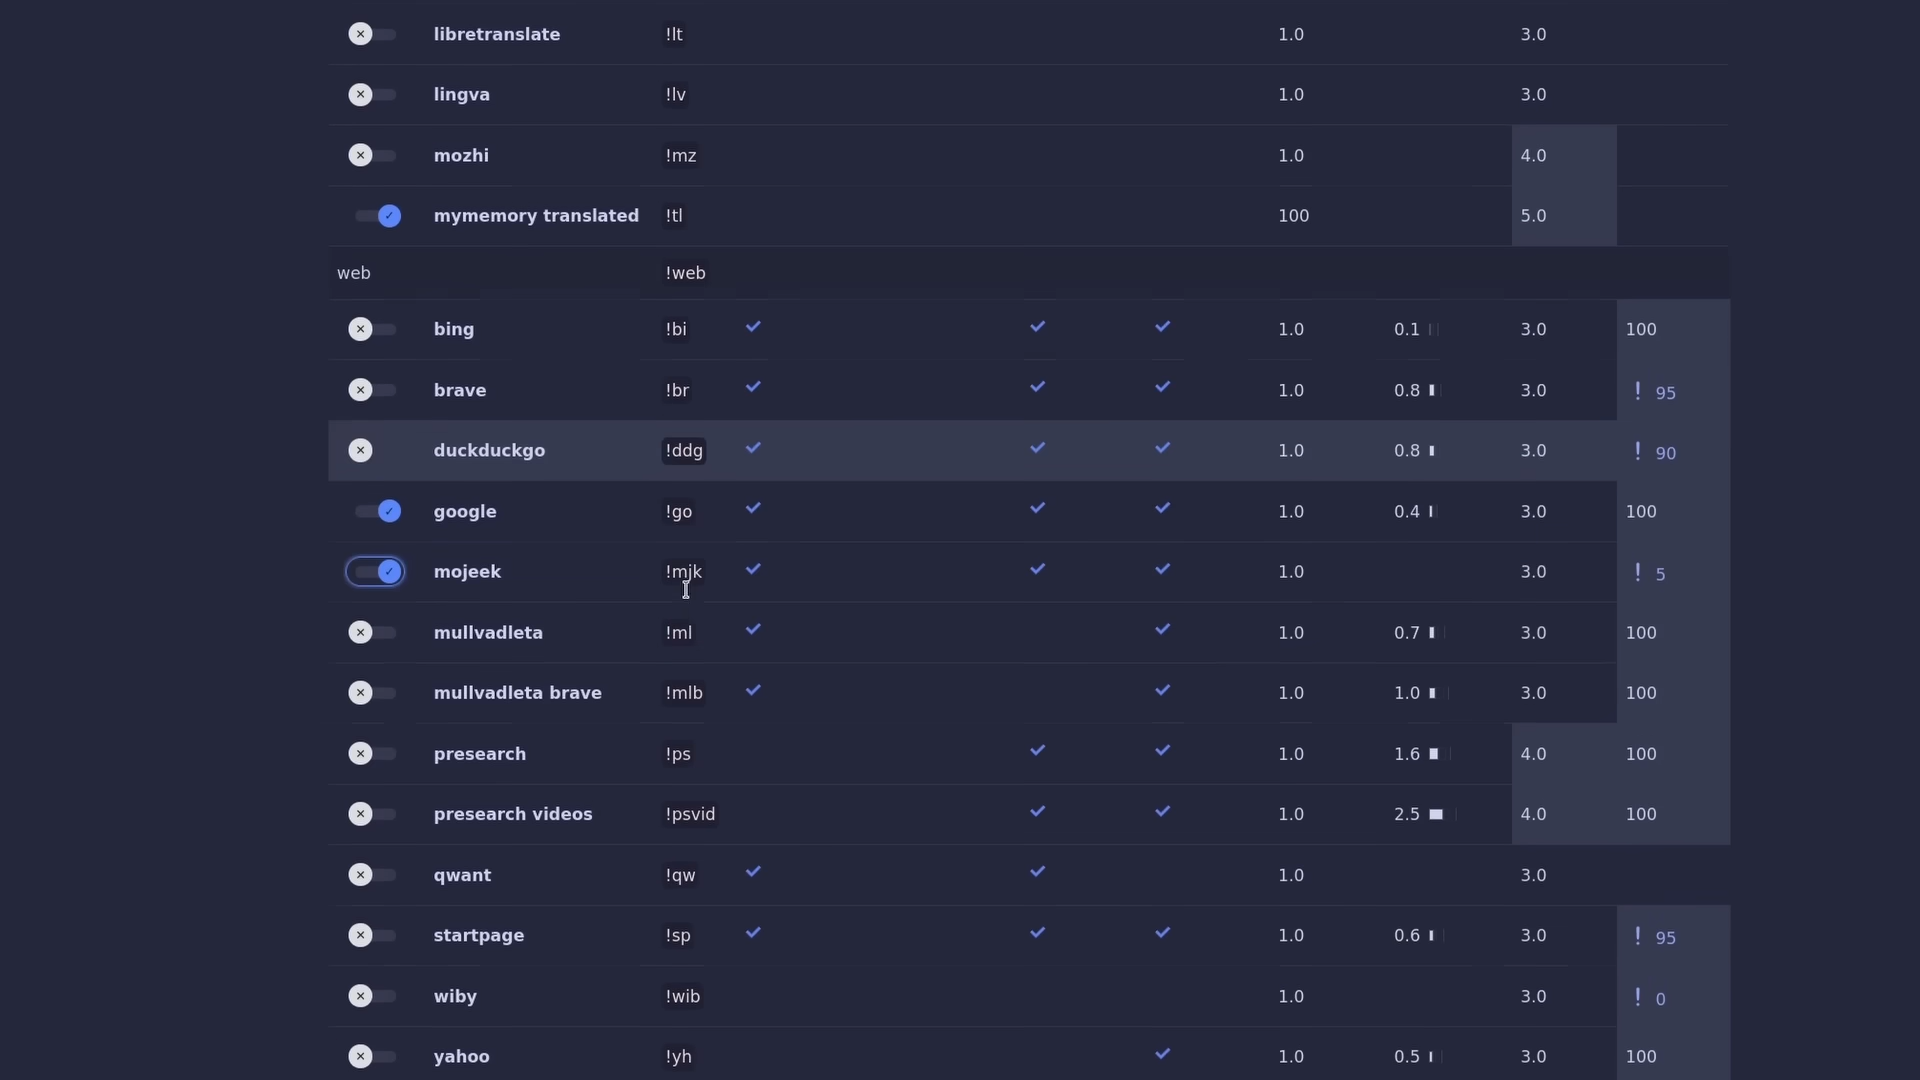 libretranslate !lt 1.0 3.0
lingva !lv 1.0 3.0
mozhi !mz 1.0 4.0
mymemory translated !tl 100 5.0
web !web
bing !bi 1.0 0.1 3.0 100
brave !br 1.0 0.8 3.0 ! 95
duckduckgo !ddg 1.0 0.8 3.0 ! 90
google !go 1.0 0.4 3.0 100
mojeek !mjk 1.0 3.0 ! 5
mullvadleta !ml 1.0 0.7 3.0 100
mullvadleta brave !mlb 1.0 1.0 3.0 100
presearch !ps 1.0 1.6 4.0 100
presearch videos !psvid 1.0 2.5 4.0 100
qwant !qw 1.0 3.0
startpage !sp 1.0 0.6 3.0 ! 95
wiby !wib 1.0 3.0 ! 0
yahoo !yh 1.0 0.5 3.0 100